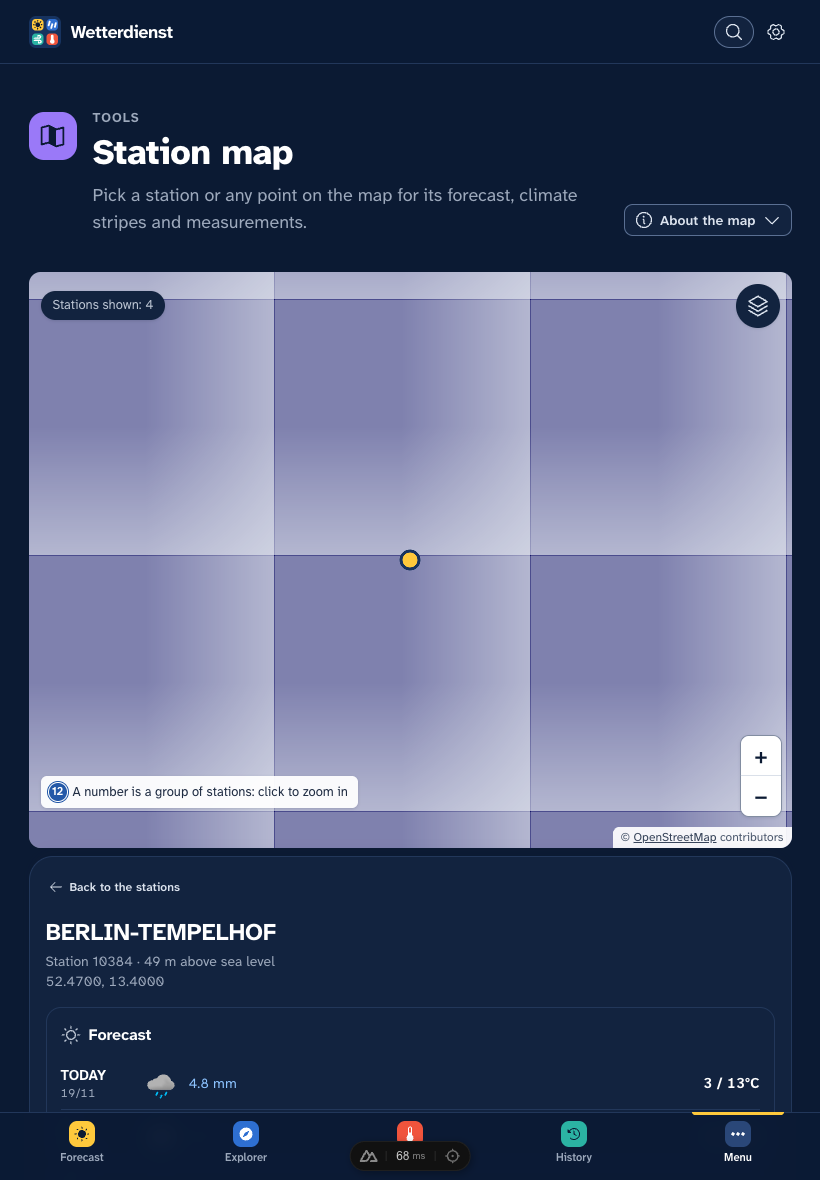 Wetterdienst
TOOLS
Station map
Pick a station or any point on the map for its forecast, climate
stripes and measurements.
About the map
Stations shown: 4
+
−
12 A number is a group of stations: click to zoom in
© OpenStreetMap contributors
Back to the stations
BERLIN-TEMPELHOF
Station 10384 · 49 m above sea level
52.4700, 13.4000
Forecast
TODAY
19/11
4.8 mm
3 / 13°C
Forecast
Explorer
68 ms
History
Menu